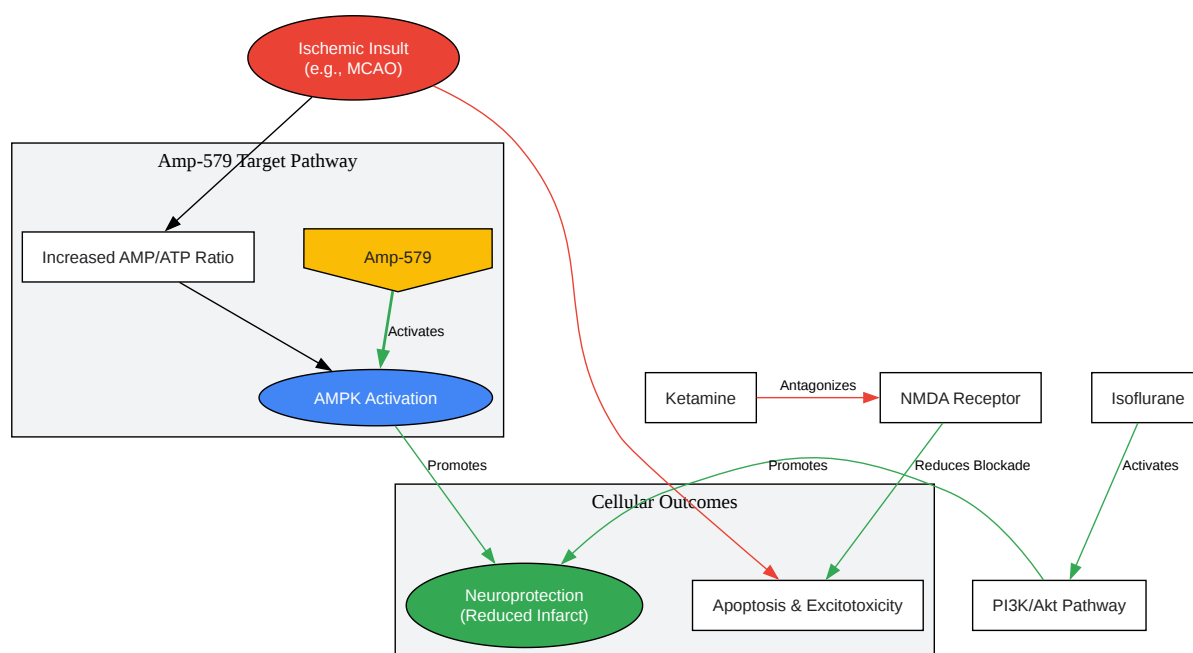 Ischemic Insult
(e.g., MCAO)
Amp-579 Target Pathway
Increased AMP/ATP Ratio
Amp-579
Activates
AMPK Activation
Ketamine
Antagonizes
NMDA Receptor
Isoflurane
Promotes
Promotes
Reduces Blockade
Activates
Cellular Outcomes
Neuroprotection
(Reduced Infarct)
Apoptosis & Excitotoxicity
PI3K/Akt Pathway